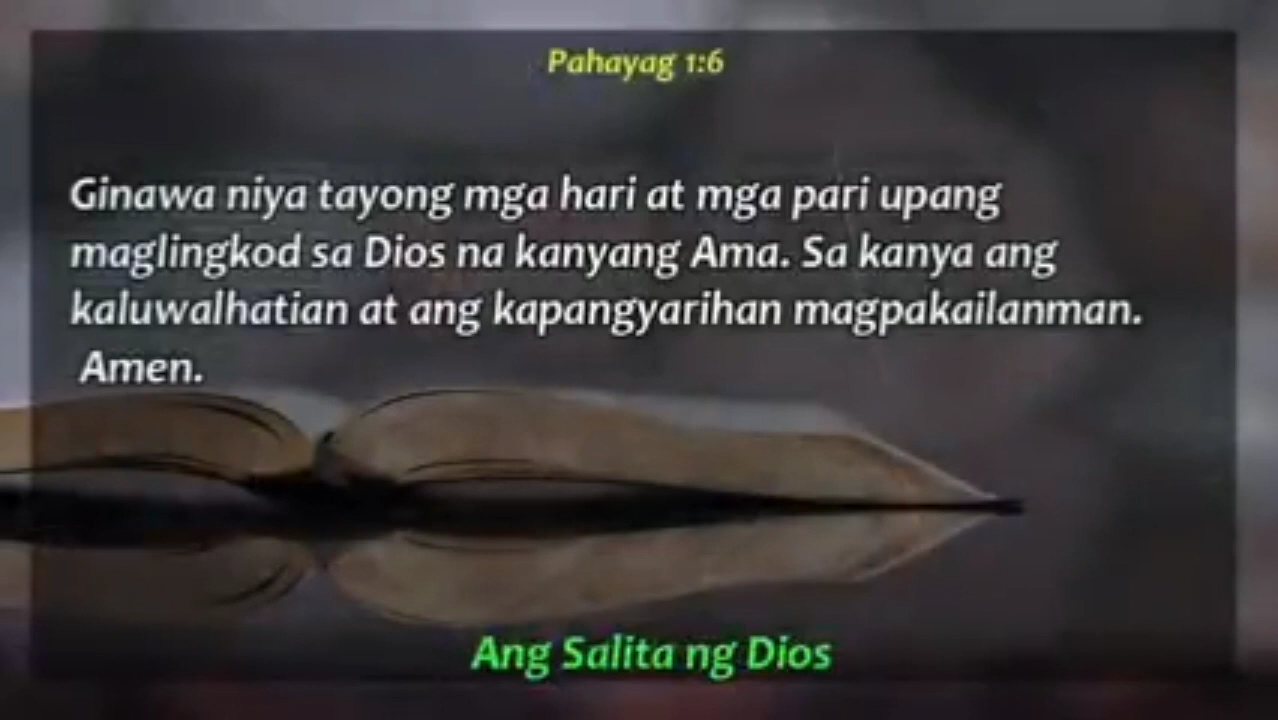 Pahayag 1:6
Ginawa niya tayong mga hari at mga pari upang
maglingkod sa Dios na kanyang Ama. Sa kanya ang
kaluwalhatian at ang kapangyarihan magpakailanman.
Amen.
Ang Salita ng Dios